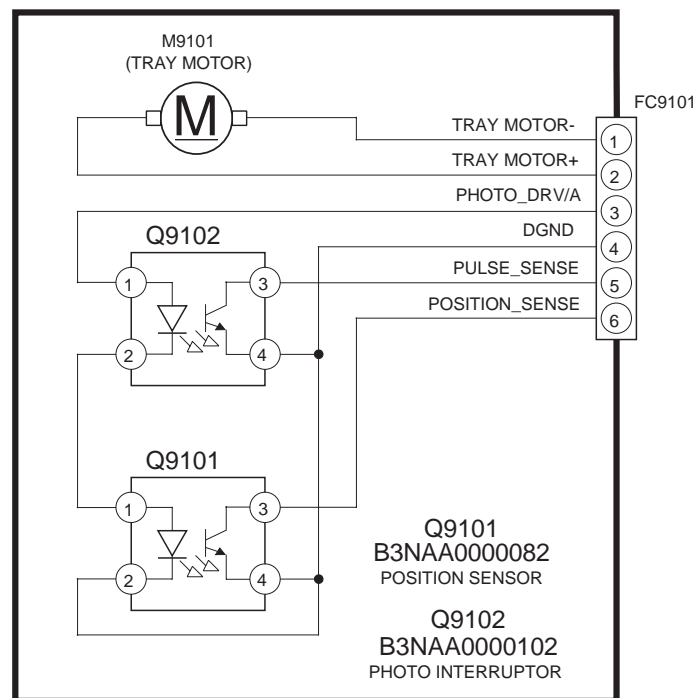 M9101
(TRAY MOTOR)
M
FC9101
TRAY MOTOR-
1
TRAY MOTOR+
2
PHOTO_DRV/A
3
DGND
4
PULSE_SENSE
5
POSITION_SENSE
6
Q9102
1
3
2
4
Q9101
1
3
2
4
Q9101
B3NAA0000082
POSITION SENSOR
Q9102
B3NAA0000102
PHOTO INTERRUPTOR